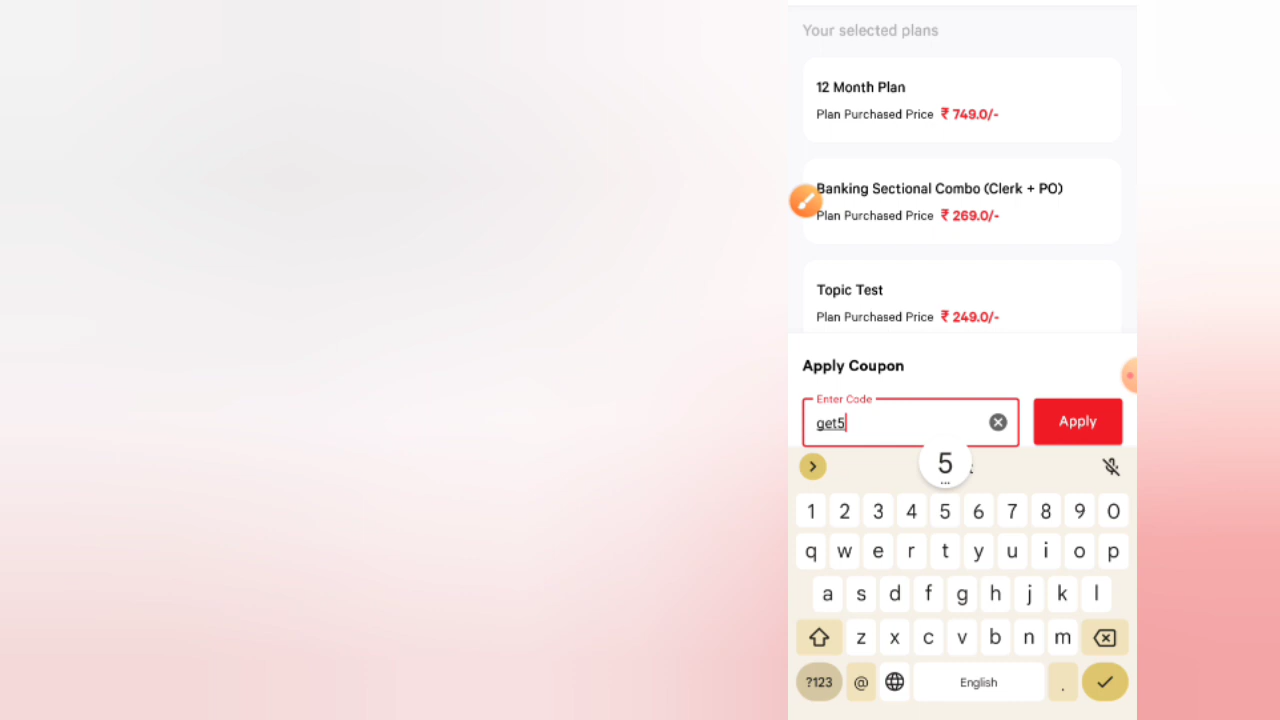 Your selected plans
12 Month Plan
Plan Purchased Price ₹ 749.0/-
Banking Sectional Combo (Clerk + PO)
Plan Purchased Price ₹ 269.0/-
Topic Test
Plan Purchased Price ₹ 249.0/-
Apply Coupon
Enter Code
get5
Apply
5
...
1 2 3 4 5 6 7 8 9 0
q w e r t y u i o p
a s d f g h j k l
z x c v b n m
?123 @ English .